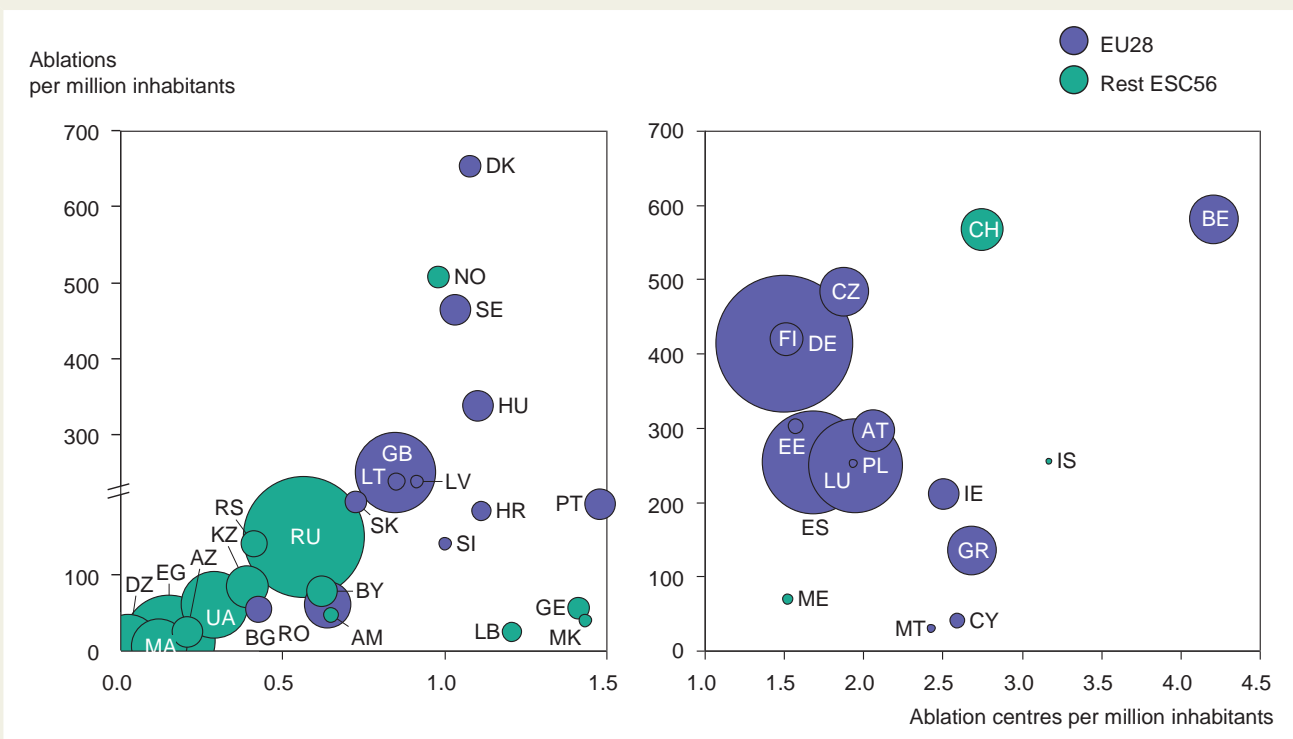 Ablations
per million inhabitants
EU28
Rest ESC56
700
600
500
400
300
100
0
0.0
0.5
1.0
1.5
DK
NO
SE
HU
GB
LT
LV
PT
HR
SK
SI
RS
KZ
RU
AZ
EG
DZ
BY
UA
MA
BG
RO
AM
GE
LB
MK
700
600
500
400
300
200
100
0
1.0
1.5
2.0
2.5
3.0
3.5
4.0
4.5
BE
CH
CZ
FI
DE
AT
EE
PL
LU
IS
IE
ES
GR
ME
CY
MT
Ablation centres per million inhabitants